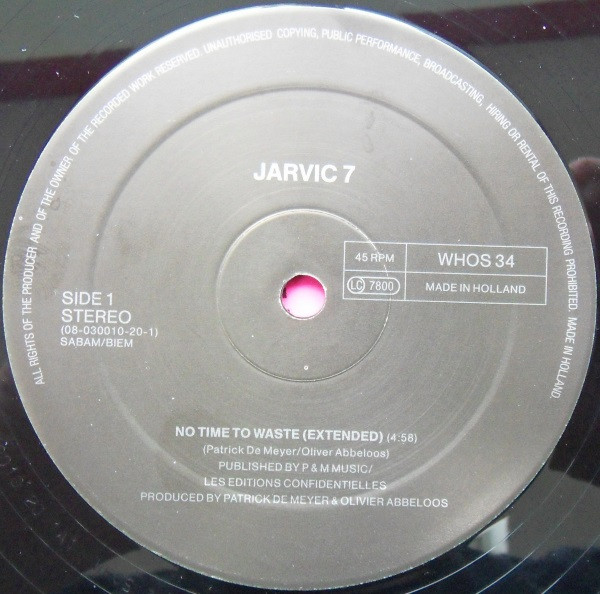 ALL RIGHTS OF THE PRODUCER AND OF THE OWNER OF THE RECORDED WORK RESERVED. UNAUTHORISED COPYING, PUBLIC PERFORMANCE, BROADCASTING, HIRING OR RENTAL OF THIS RECORDING PROHIBITED. MADE IN HOLLAND.
JARVIC 7
45 RPM
WHOS 34
LC 7800
MADE IN HOLLAND
SIDE 1
STEREO
(08-030010-20-1)
SABAM/BIEM
NO TIME TO WASTE (EXTENDED) (4:58)
(Patrick De Meyer/Oliver Abbeloos)
PUBLISHED BY P & M MUSIC/
LES EDITIONS CONFIDENTIELLES
PRODUCED BY PATRICK DE MEYER & OLIVIER ABBELOOS